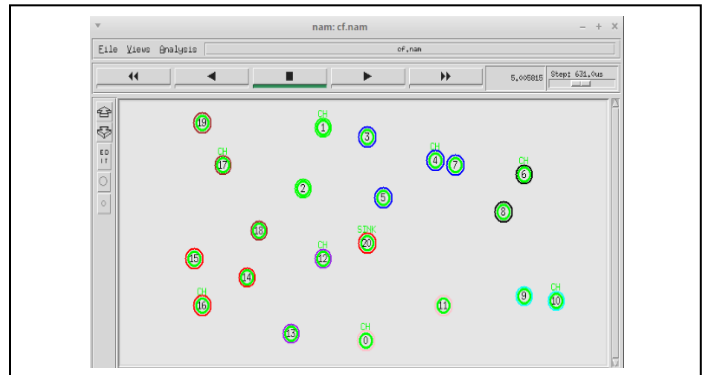 nam: cf.nam
File Views Analysis cf.nam
5.005815 Step: 631.0us
ED
IT
19
CH
1
3
CH
17
CH
4
7
CH
6
2
5
8
18
SINK
20
CH
12
15
14
CH
16
11
9
CH
10
13
CH
0